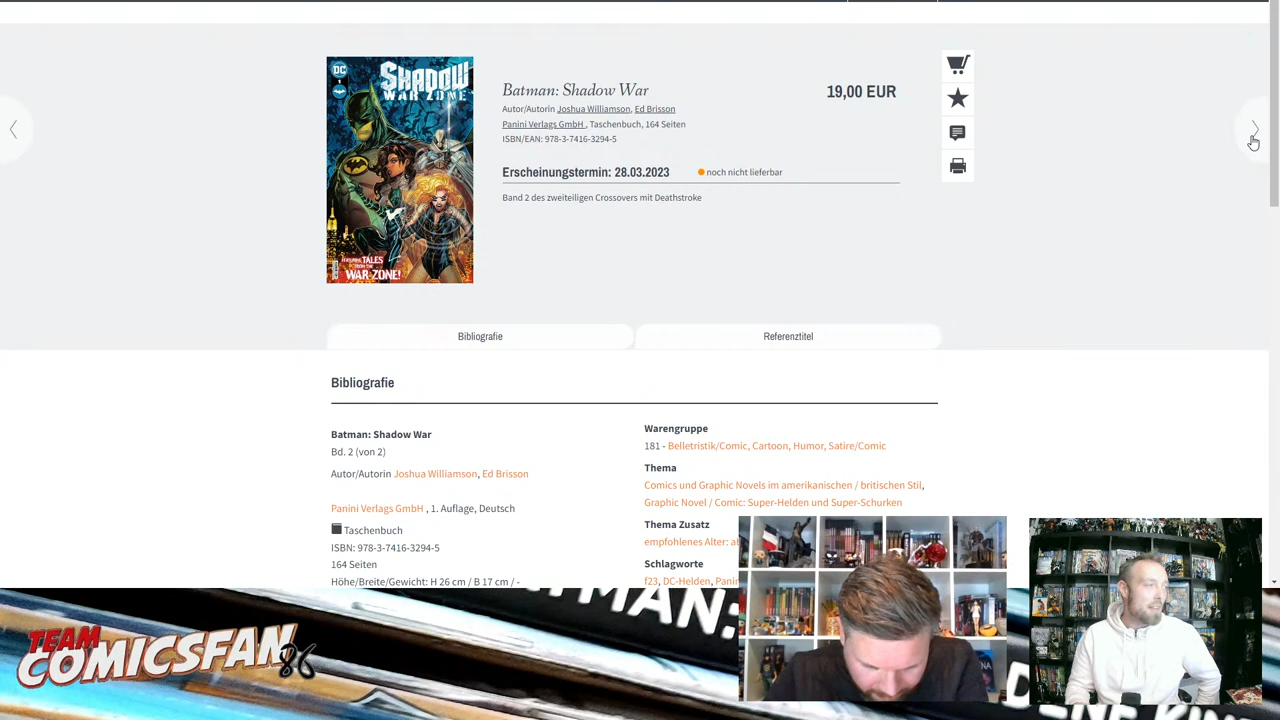 DC
1
SHADOW
WAR ZONE
FEATURING TALES
FROM THE
WAR ZONE!
Batman: Shadow War
19,00 EUR
Autor/Autorin Joshua Williamson, Ed Brisson
Panini Verlags GmbH , Taschenbuch, 164 Seiten
ISBN/EAN: 978-3-7416-3294-5
Erscheinungstermin: 28.03.2023
noch nicht lieferbar
Band 2 des zweiteiligen Crossovers mit Deathstroke
Bibliografie
Referenztitel
Bibliografie
Batman: Shadow War
Bd. 2 (von 2)
Autor/Autorin Joshua Williamson, Ed Brisson
Panini Verlags GmbH , 1. Auflage, Deutsch
Taschenbuch
ISBN: 978-3-7416-3294-5
164 Seiten
Höhe/Breite/Gewicht: H 26 cm / B 17 cm / -
Warengruppe
181 - Belletristik/Comic, Cartoon, Humor, Satire/Comic
Thema
Comics und Graphic Novels im amerikanischen / britischen Stil,
Graphic Novel / Comic: Super-Helden und Super-Schurken
Thema Zusatz
empfohlenes Alter: ab
Schlagworte
f23, DC-Helden, Panin
TEAM
COMICSFAN
86